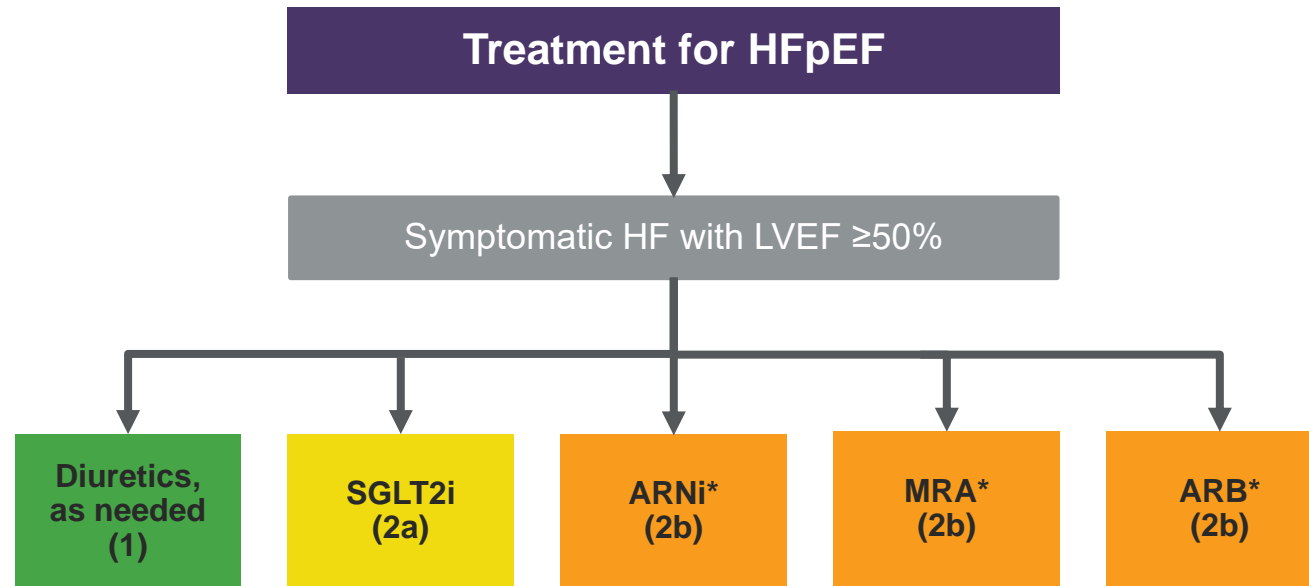 Treatment for HFpEF
Symptomatic HF with LVEF ≥50%
Diuretics,
as needed
(1)
SGLT2i
(2a)
ARNi*
(2b)
MRA*
(2b)
ARB*
(2b)